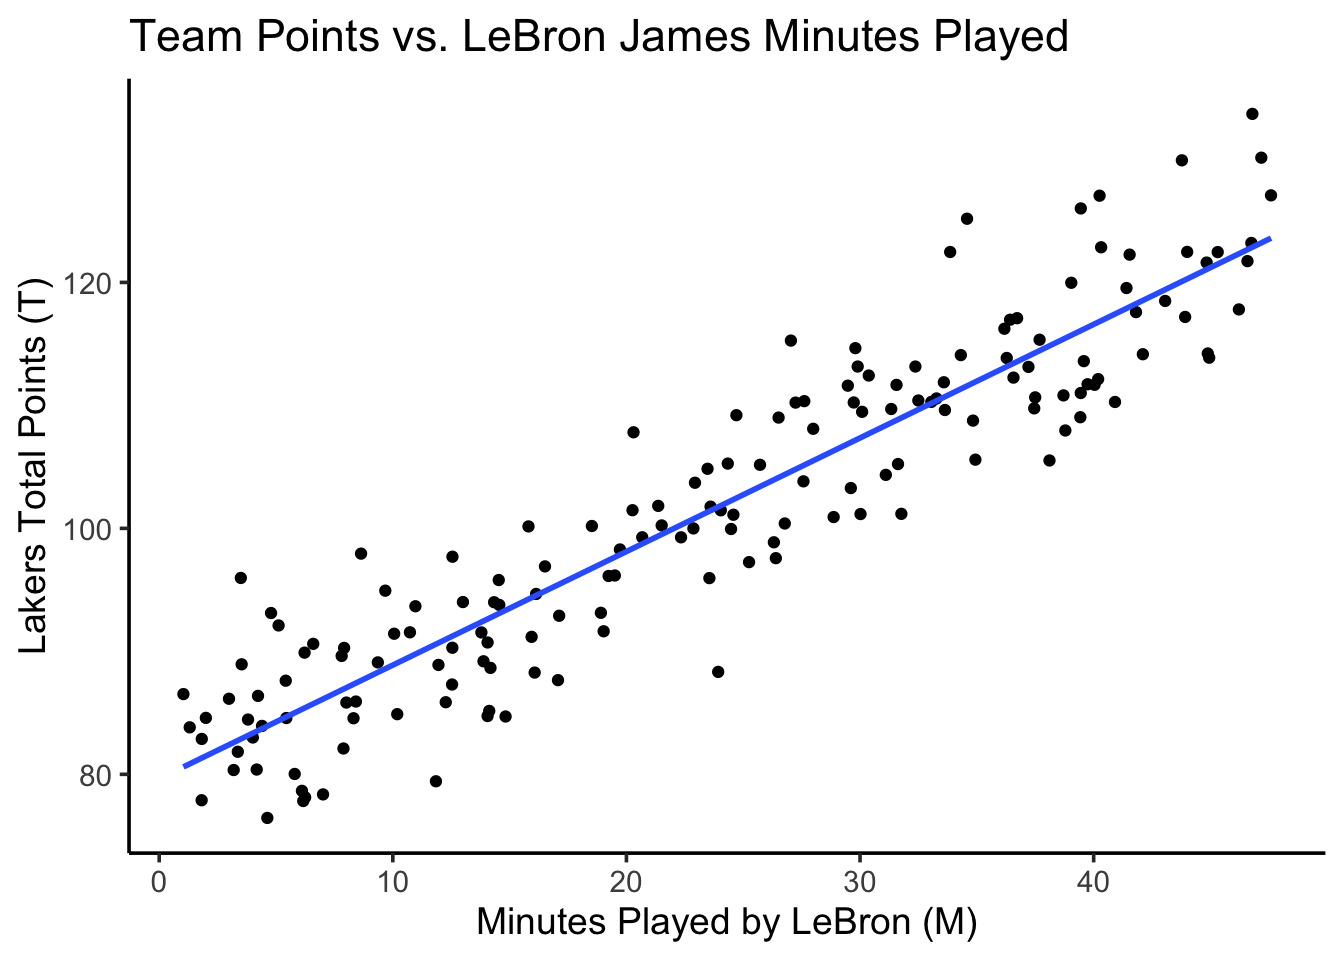 Team Points vs. LeBron James Minutes Played
Lakers Total Points (T)
120
100
80
0 10 20 30 40
Minutes Played by LeBron (M)